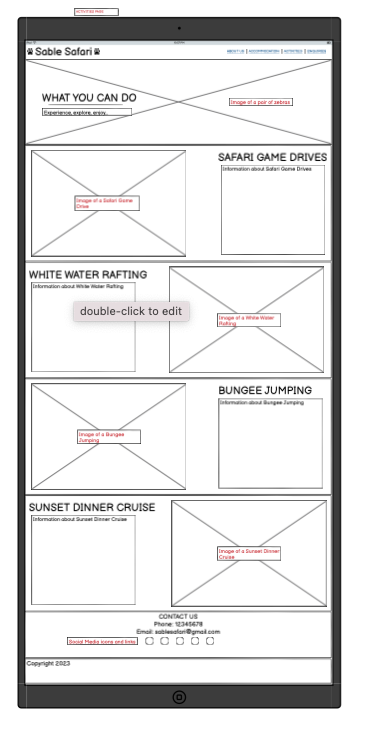 ACTIVITIES PAGE
Sable Safari
ABOUT US | ACCOMMODATION | ACTIVITIES | ENQUIRIES
WHAT YOU CAN DO
Experience, explore, enjoy...
Image of a pair of zebras
SAFARI GAME DRIVES
Information about Safari Game Drives
Image of a Safari Game
Drive
WHITE WATER RAFTING
Information about White Water Rafting
double-click to edit
Image of a White Water
Rafting
BUNGEE JUMPING
Information about Bungee Jumping
Image of a Bungee
Jumping
SUNSET DINNER CRUISE
Information about Sunset Dinner Cruise
Image of a Sunset Dinner
Cruise
CONTACT US
Phone: 12345678
Email: sablesafari@gmail.com
Social Media icons and links
Copyright 2023